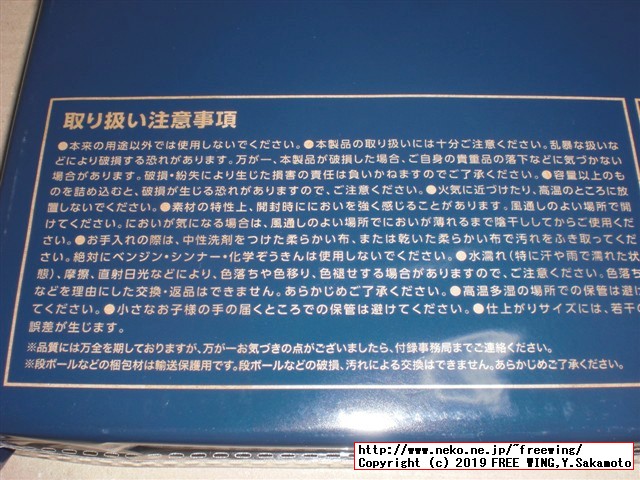 取り扱い注意事項
●本来の用途以外では使用しないでください。●本製品の取り扱いには十分ご注意ください。乱暴な扱いな
どにより破損する恐れがあります。万が一、本製品が破損した場合、ご自身の貴重品の落下などに気づかない
場合があります。破損・紛失により生じた損害の責任は負いかねますのでご了承ください。●容量以上のも
のを詰め込むと、破損が生じる恐れがありますので、ご注意ください。●火気に近づけたり、高温のところに放
置しないでください。●素材の特性上、開封時ににおいを強く感じることがあります。風通しのよい場所で開
けてください。においが気になる場合は、風通しのよい場所でにおいが薄れるまで陰干ししてからご使用くだ
さい。●お手入れの際は、中性洗剤をつけた柔らかい布、または乾いた柔らかい布で汚れをふき取ってくだ
さい。絶対にベンジン・シンナー・化学ぞうきんは使用しないでください。●水濡れ(特に汗や雨で濡れた状
態)、摩擦、直射日光などにより、色落ちや色移り、色褪せする場合がありますので、ご注意ください。色落ち
などを理由にした交換・返品はできません。あらかじめご了承ください。●高温多湿の場所での保管は避け
てください。●小さなお子様の手の届くところでの保管は避けてください。●仕上がりサイズには、若干の
誤差が生じます。
※品質には万全を期しておりますが、万が一お気づきの点がございましたら、付録事務局までご連絡ください。
※段ボールなどの梱包材は輸送保護用です。段ボールなどの破損、汚れによる交換はできません。あらかじめご了承ください。
http://www.neko.ne.jp/~freewing/
Copyright (c) 2019 FREE WING,Y.Sakamoto